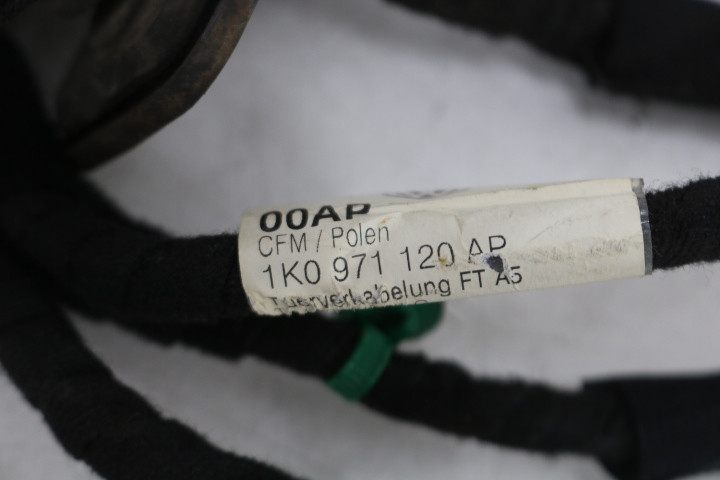 00AP
CFM / Polen
1K0 971 120 AP
Tuerverkabelung FT A5